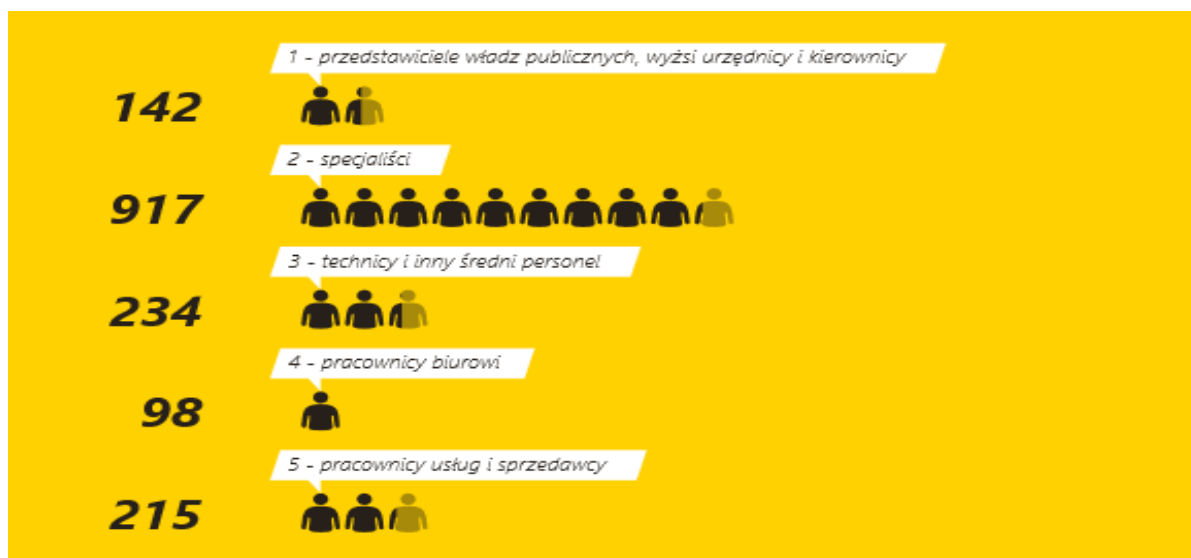 1 - przedstawiciele władz publicznych, wyżsi urzędnicy i kierownicy
142
2 - specjaliści
917
3 - technicy i inny średni personel
234
4 - pracownicy biurowi
98
5 - pracownicy usług i sprzedawcy
215